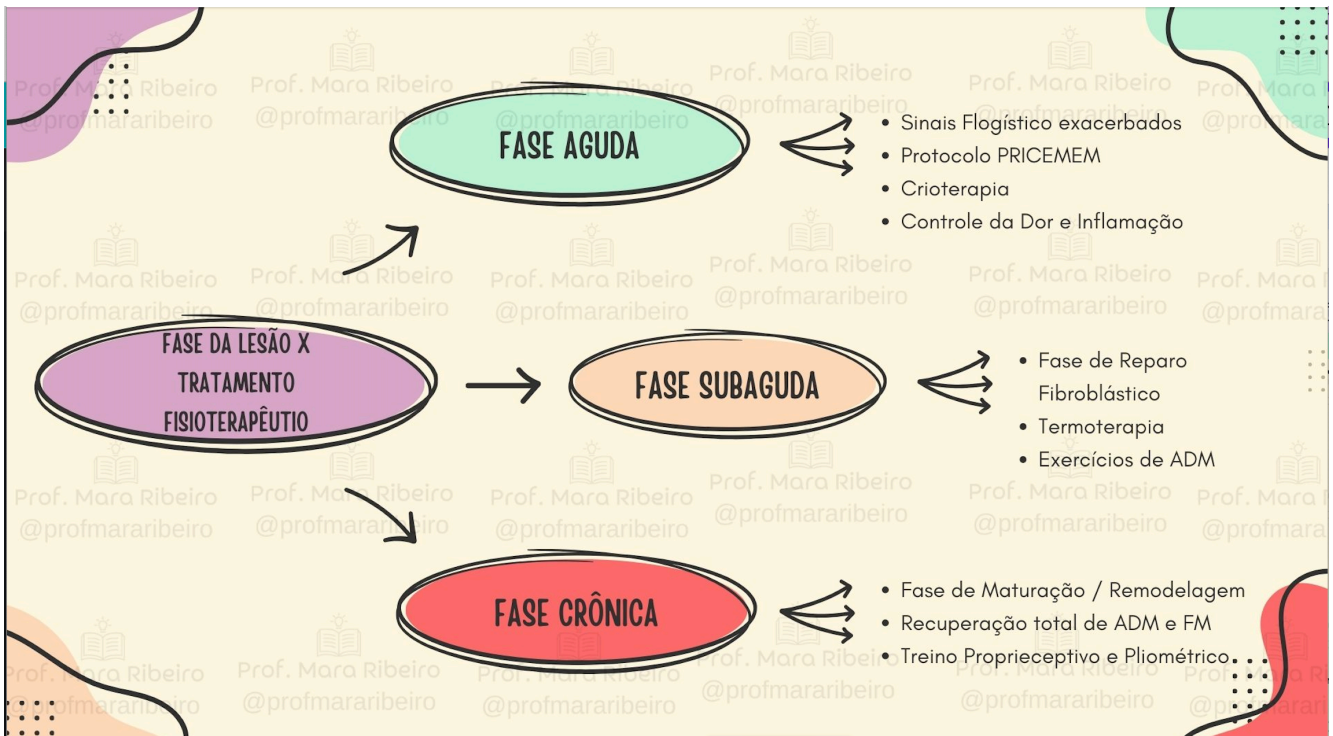 FASE AGUDA
• Sinais Flogístico exacerbados
• Protocolo PRICEMEM
• Crioterapia
• Controle da Dor e Inflamação
FASE DA LESÃO X
TRATAMENTO
FISIOTERAPÊUTIO
FASE SUBAGUDA
• Fase de Reparo
Fibroblástico
• Termoterapia
• Exercícios de ADM
FASE CRÔNICA
• Fase de Maturação / Remodelagem
• Recuperação total de ADM e FM
• Treino Proprieceptivo e Pliométrico
Prof. Mara Ribeiro
@profmararibeiro